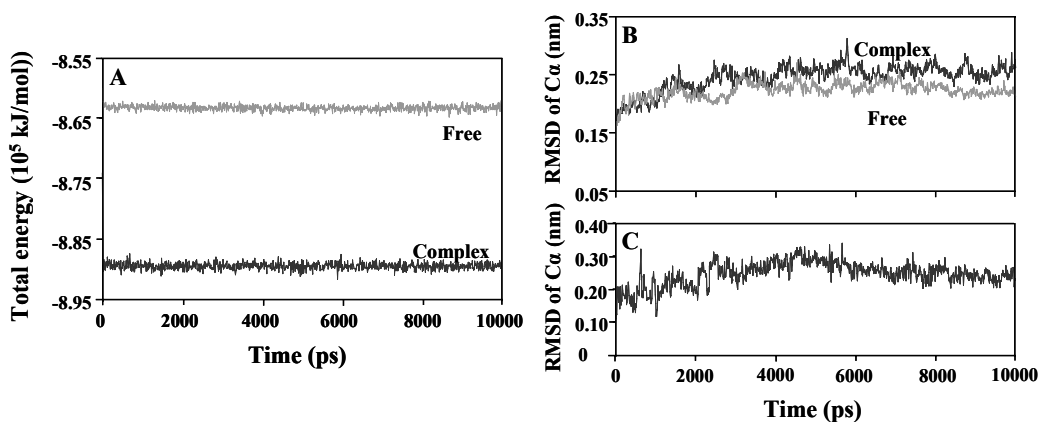 A
Total energy (10⁵ kJ/mol))
-8.55
-8.65
-8.75
-8.85
-8.95
Free
Complex
0 2000 4000 6000 8000 10000
Time (ps)
B
RMSD of Cα (nm)
0.35
0.25
0.15
0.05
Complex
Free
C
RMSD of Cα (nm)
0.40
0.30
0.20
0.10
0
0 2000 4000 6000 8000 10000
Time (ps)